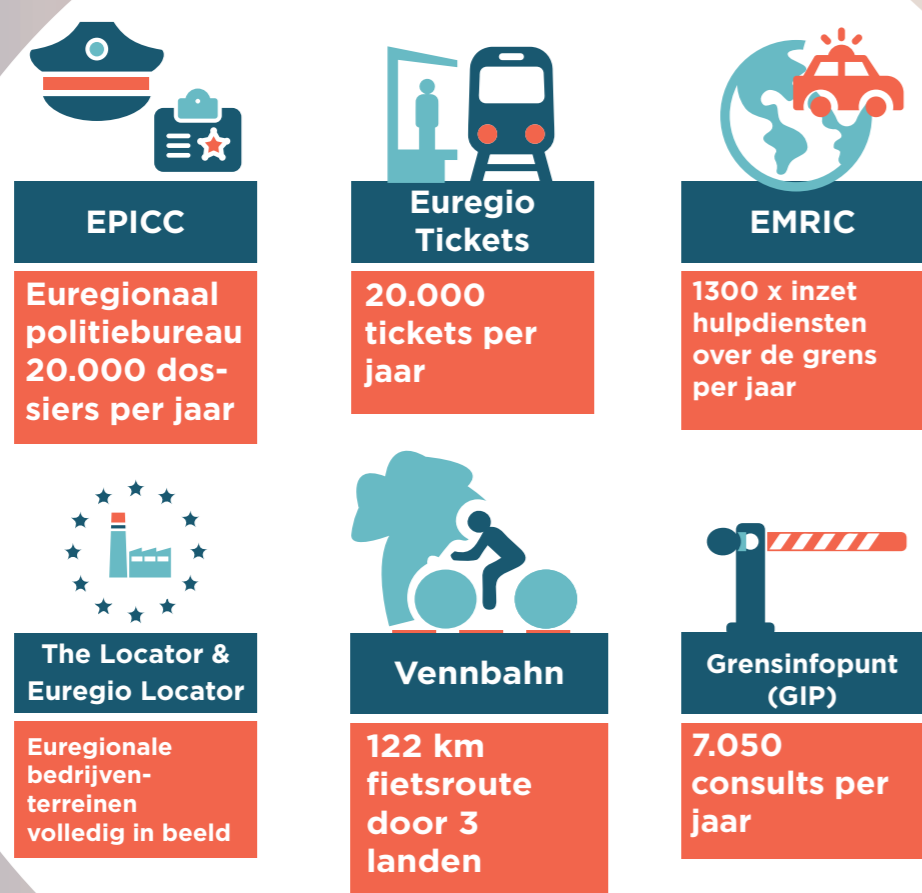 EPICC
Euregionaal
politiebureau
20.000 dos-
siers per jaar
Euregio
Tickets
20.000
tickets per
jaar
EMRIC
1300 x inzet
hulpdiensten
over de grens
per jaar
The Locator &
Euregio Locator
Euregionale
bedrijven-
terreinen
volledig in beeld
Vennbahn
122 km
fietsroute
door 3
landen
Grensinfopunt
(GIP)
7.050
consults per
jaar